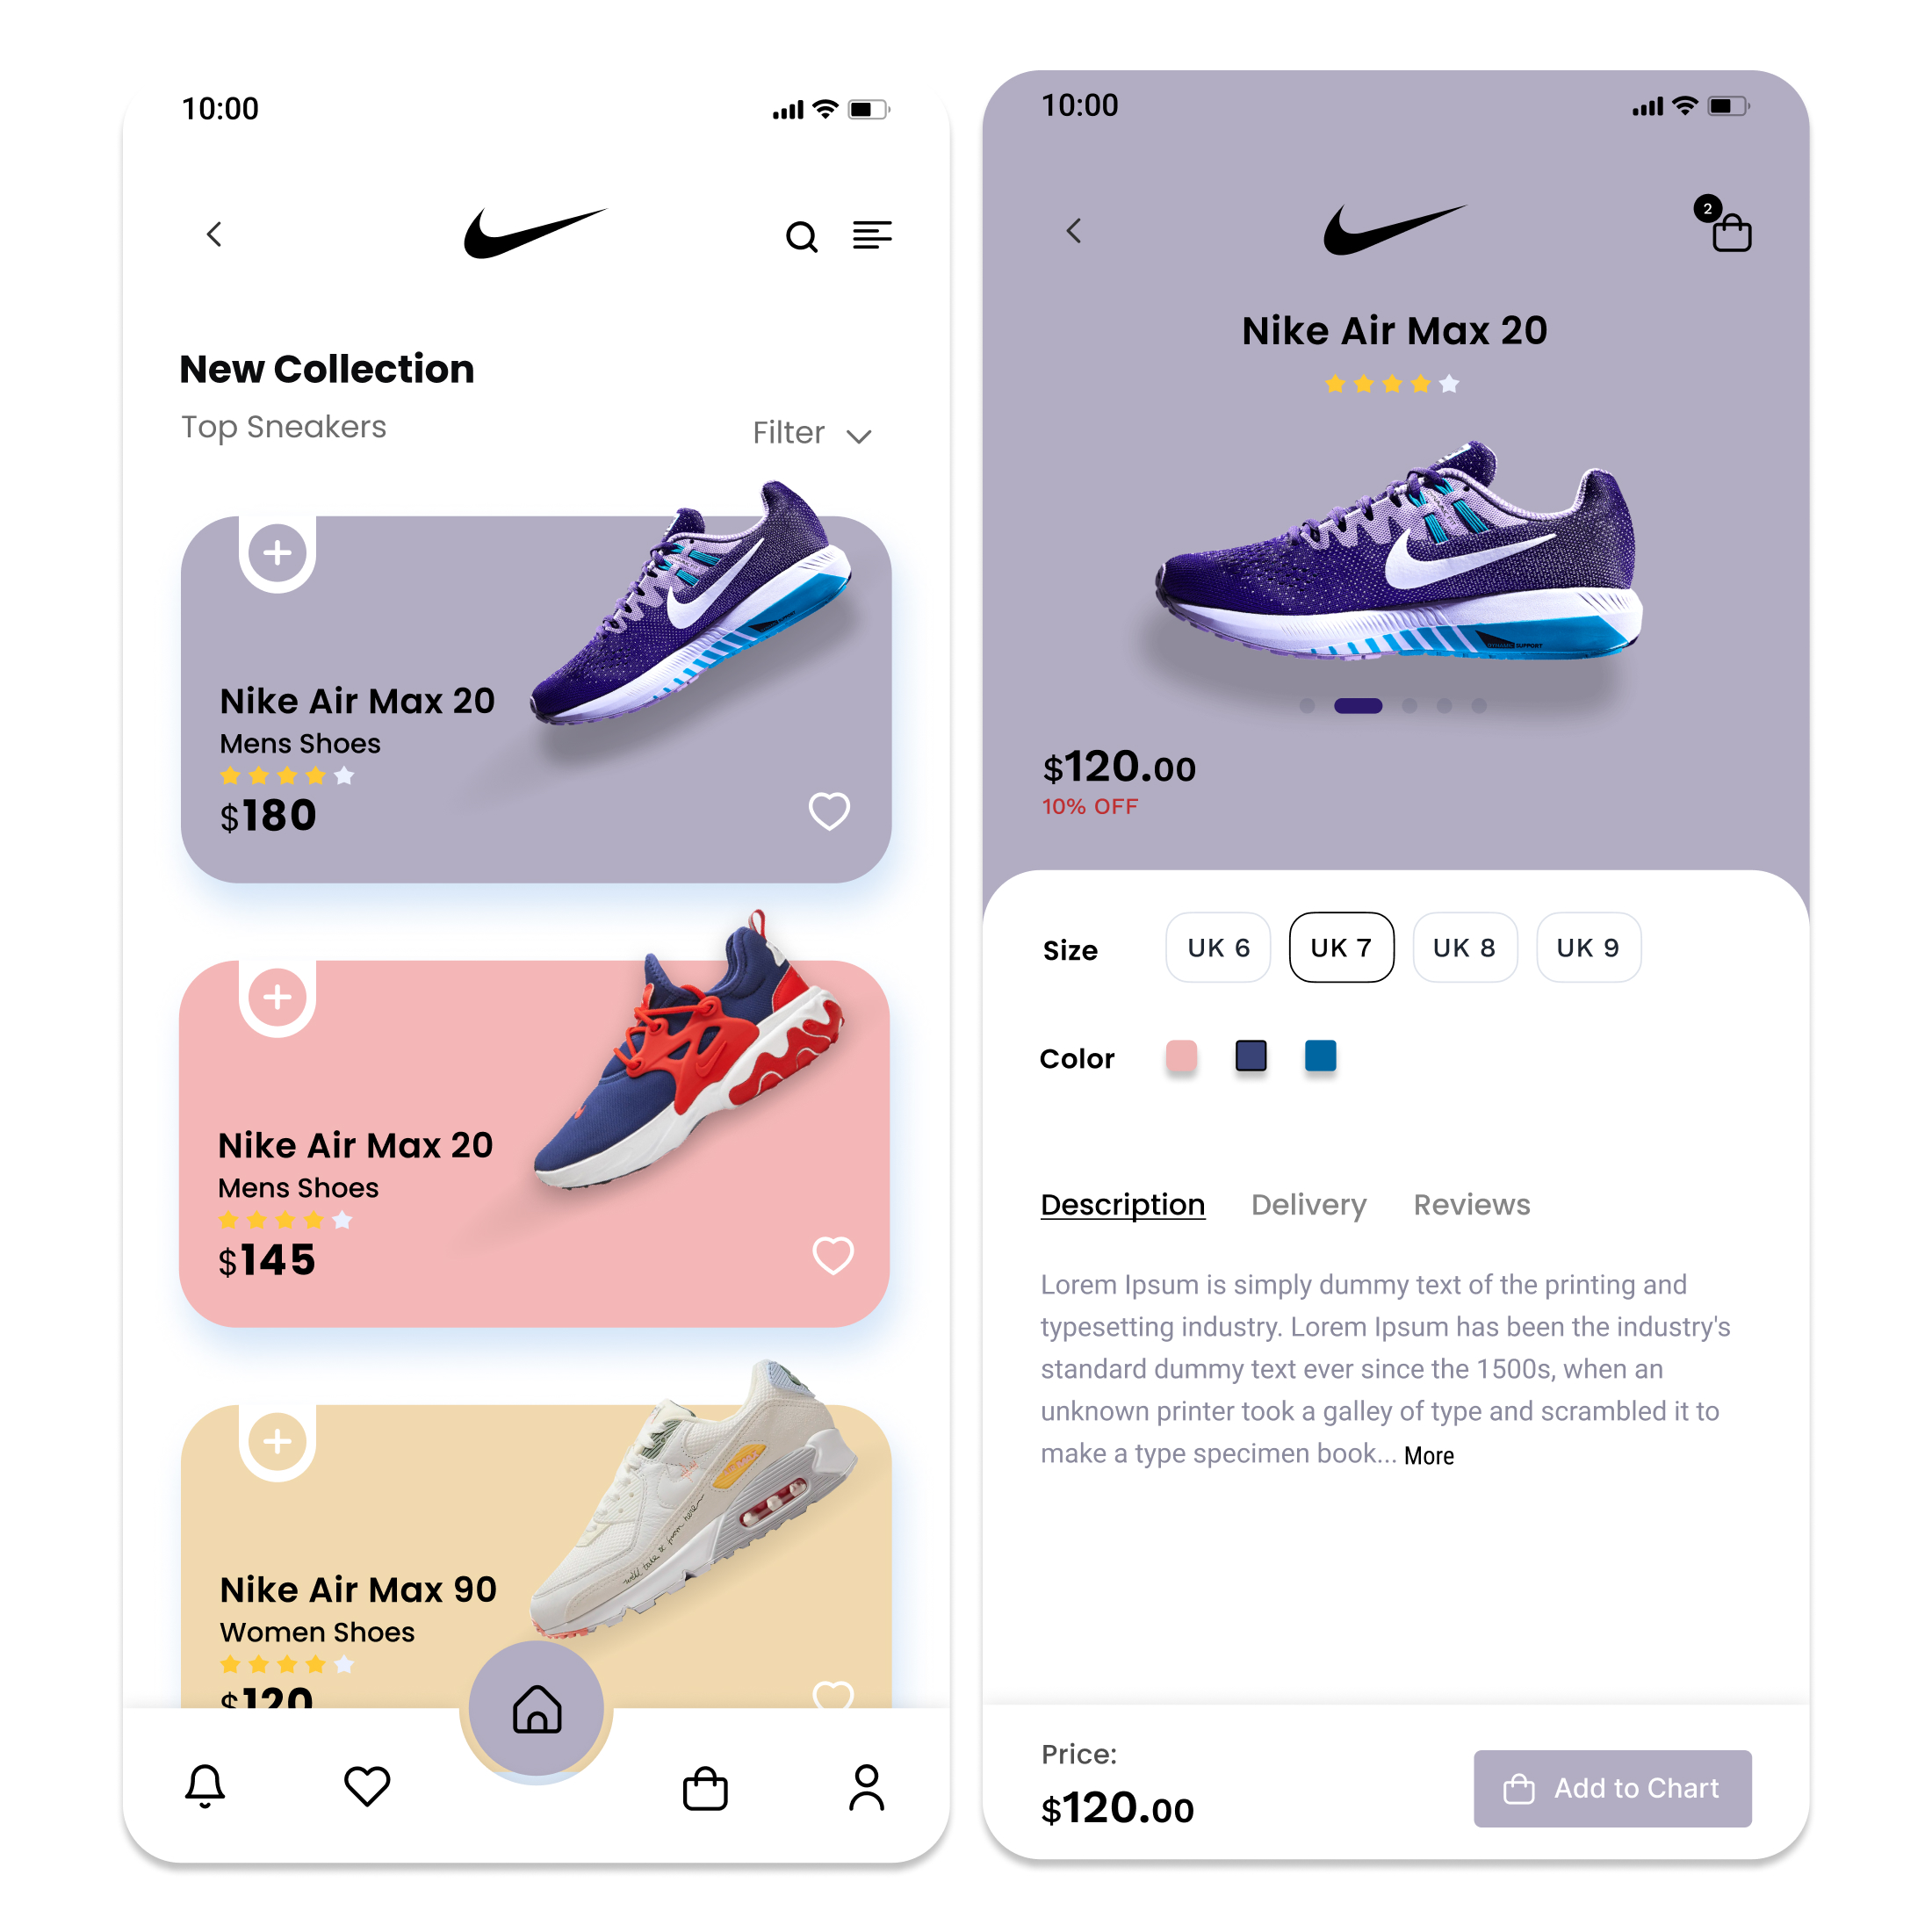 10:00
New Collection
Top Sneakers
Filter
Nike Air Max 20
Mens Shoes
$180
Nike Air Max 20
Mens Shoes
$145
Nike Air Max 90
Women Shoes
$120
10:00
2
Nike Air Max 20
$120.00
10% OFF
Size UK 6 UK 7 UK 8 UK 9
Color
Description Delivery Reviews
Lorem Ipsum is simply dummy text of the printing and
typesetting industry. Lorem Ipsum has been the industry's
standard dummy text ever since the 1500s, when an
unknown printer took a galley of type and scrambled it to
make a type specimen book... More
Price:
$120.00
Add to Chart